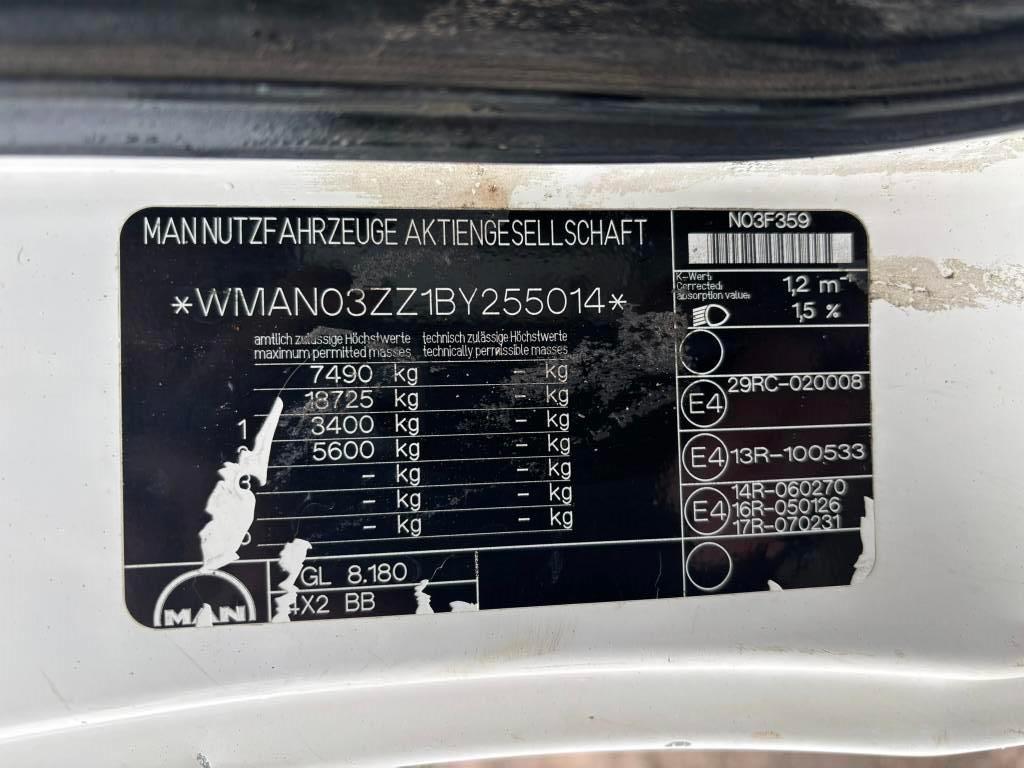 MAN NUTZFAHRZEUGE AKTIENGESELLSCHAFT
*WMAN03ZZ1BY255014*
amtlich zulässige Höchstwerte technisch zulässige Höchstwerte
maximum permitted masses technically permissible masses
7490 kg - kg
18725 kg - kg
1 3400 kg - kg
5600 kg - kg
- kg - kg
- kg - kg
- kg - kg
MAN
GL 8.180
4X2 BB
N03F359
K-Wert:
Corrected
absorption value:
1,2 m⁻¹
1,5 %
E4 29RC-020008
E4 13R-100533
E4 14R-060270
16R-050126
17R-070231